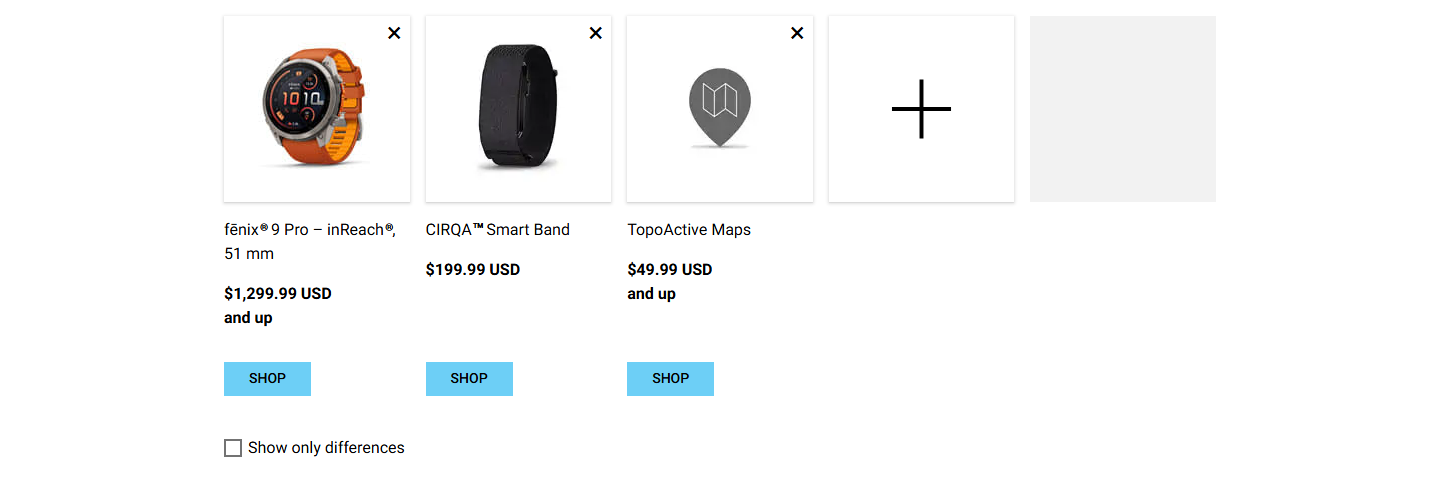 fēnix® 9 Pro – inReach®,
51 mm
$1,299.99 USD
and up
SHOP
CIRQA™ Smart Band
$199.99 USD
SHOP
TopoActive Maps
$49.99 USD
and up
SHOP
Show only differences